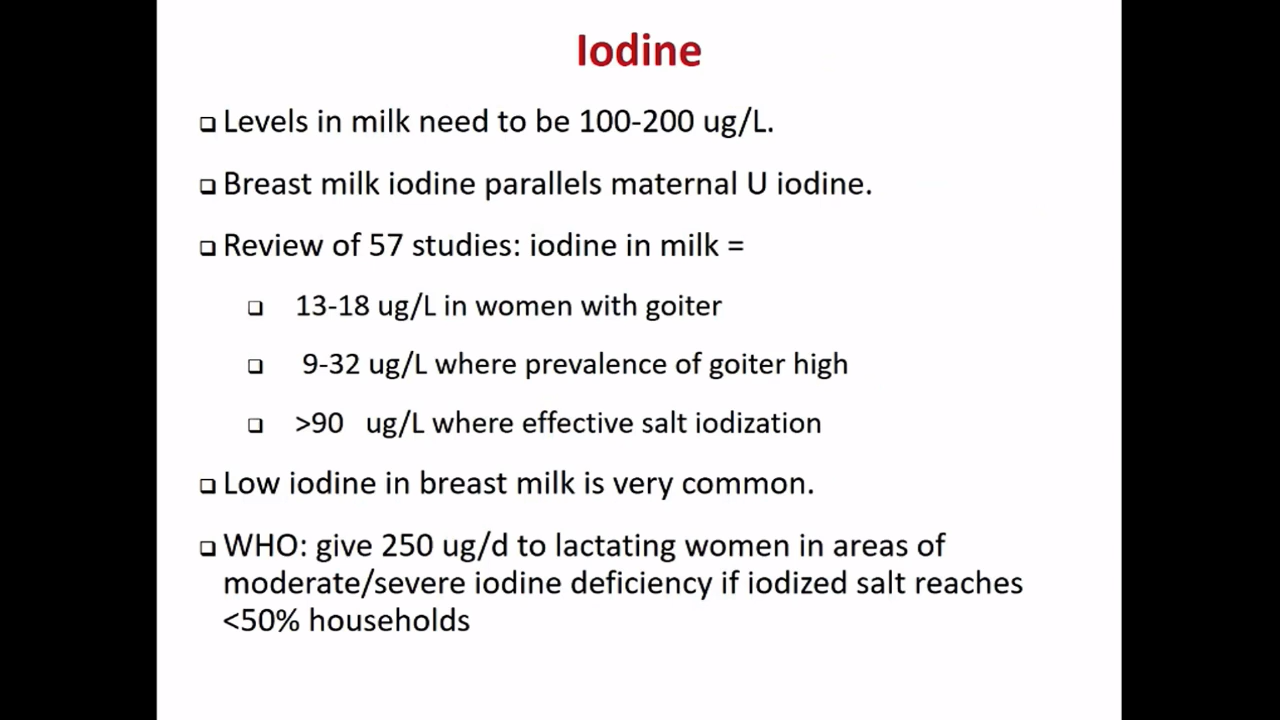 Iodine
❑ Levels in milk need to be 100-200 ug/L.
❑ Breast milk iodine parallels maternal U iodine.
❑ Review of 57 studies: iodine in milk =
❑ 13-18 ug/L in women with goiter
❑ 9-32 ug/L where prevalence of goiter high
❑ >90 ug/L where effective salt iodization
❑ Low iodine in breast milk is very common.
❑ WHO: give 250 ug/d to lactating women in areas of
moderate/severe iodine deficiency if iodized salt reaches
<50% households